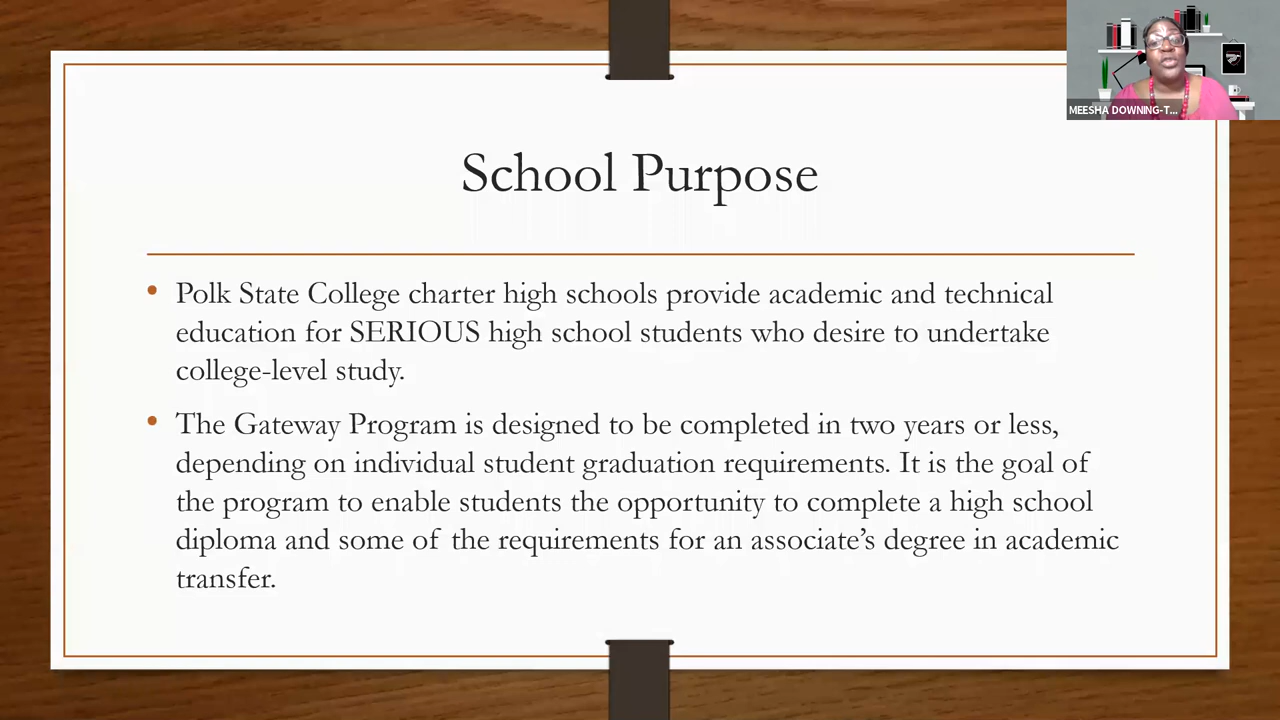 MEESHA DOWNING-T...
School Purpose
• Polk State College charter high schools provide academic and technical
education for SERIOUS high school students who desire to undertake
college-level study.
• The Gateway Program is designed to be completed in two years or less,
depending on individual student graduation requirements. It is the goal of
the program to enable students the opportunity to complete a high school
diploma and some of the requirements for an associate’s degree in academic
transfer.